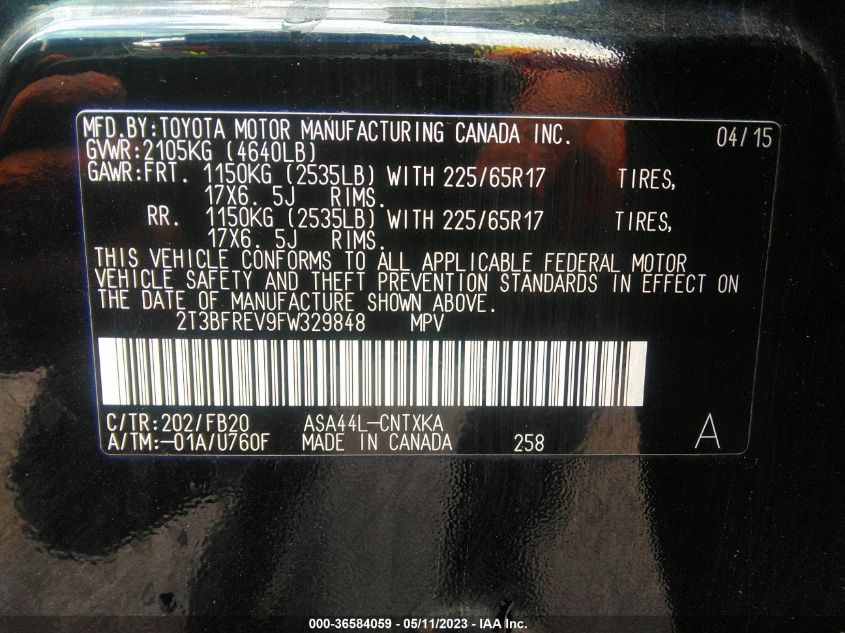 MFD.BY:TOYOTA MOTOR MANUFACTURING CANADA INC. 04/15
GVWR:2105KG (4640LB)
GAWR:FRT. 1150KG (2535LB) WITH 225/65R17 TIRES,
17X6. 5J RIMS.
RR. 1150KG (2535LB) WITH 225/65R17 TIRES,
17X6. 5J RIMS.
THIS VEHICLE CONFORMS TO ALL APPLICABLE FEDERAL MOTOR
VEHICLE SAFETY AND THEFT PREVENTION STANDARDS IN EFFECT ON
THE DATE OF MANUFACTURE SHOWN ABOVE.
2T3BFREV9FW329848 MPV
C/TR:202/FB20 ASA44L-CNTXKA
A/TM:-01A/U760F MADE IN CANADA 258 A
000-36584059 - 05/11/2023 - IAA Inc.